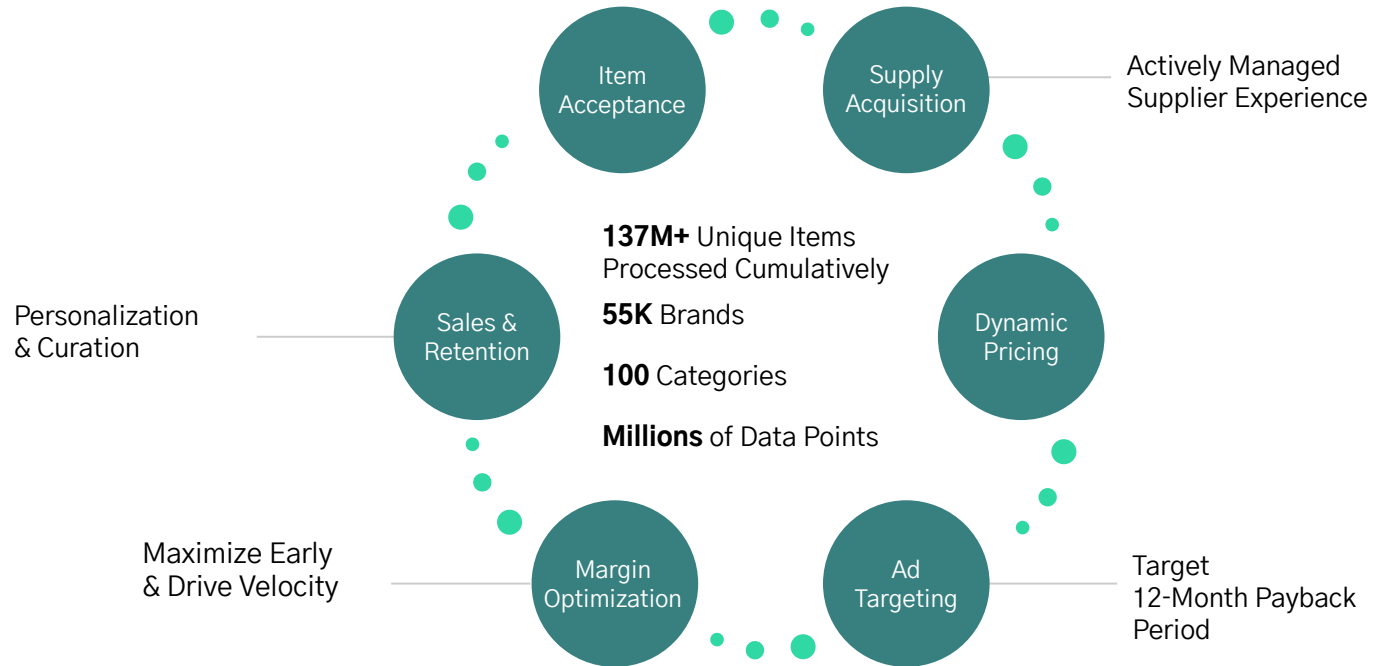 Item
Acceptance
Supply
Acquisition
Actively Managed
Supplier Experience
137M+ Unique Items
Processed Cumulatively
55K Brands
100 Categories
Millions of Data Points
Personalization
& Curation
Sales &
Retention
Dynamic
Pricing
Maximize Early
& Drive Velocity
Margin
Optimization
Ad
Targeting
Target
12-Month Payback
Period